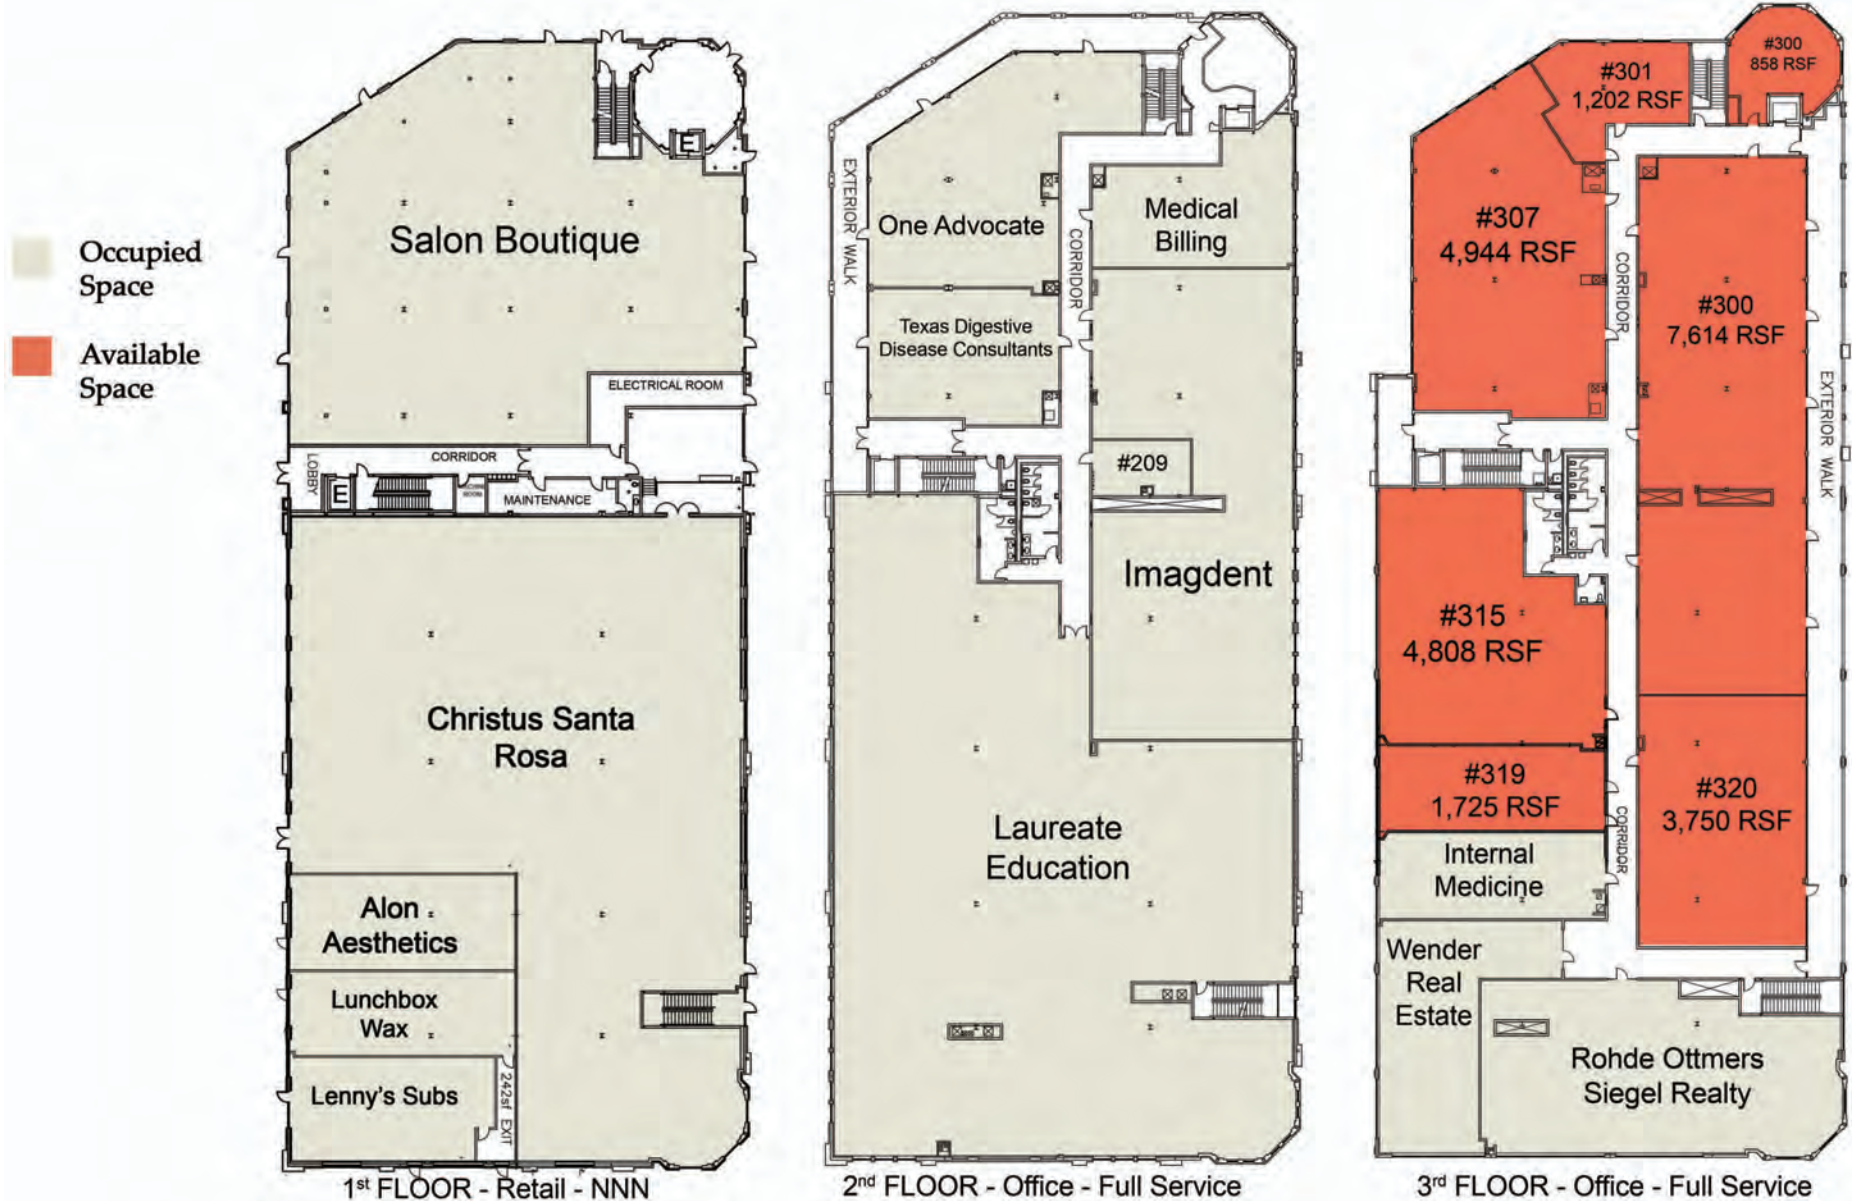 Occupied
Space
Available
Space
Salon Boutique
ELECTRICAL ROOM
CORRIDOR
LOBBY
E
E
MAINTENANCE
Christus Santa
Rosa
Alon
Aesthetics
Lunchbox
Wax
Lenny's Subs
242sf EXIT
1st FLOOR - Retail - NNN
EXTERIOR WALK
One Advocate
Medical
Billing
CORRIDOR
Texas Digestive
Disease Consultants
#209
Imagdent
Laureate
Education
2nd FLOOR - Office - Full Service
#300
858 RSF
#301
1,202 RSF
#307
4,944 RSF
CORRIDOR
#300
7,614 RSF
EXTERIOR WALK
#315
4,808 RSF
#319
1,725 RSF
#320
3,750 RSF
CORRIDOR
Internal
Medicine
Wender
Real
Estate
Rohde Ottmers
Siegel Realty
3rd FLOOR - Office - Full Service